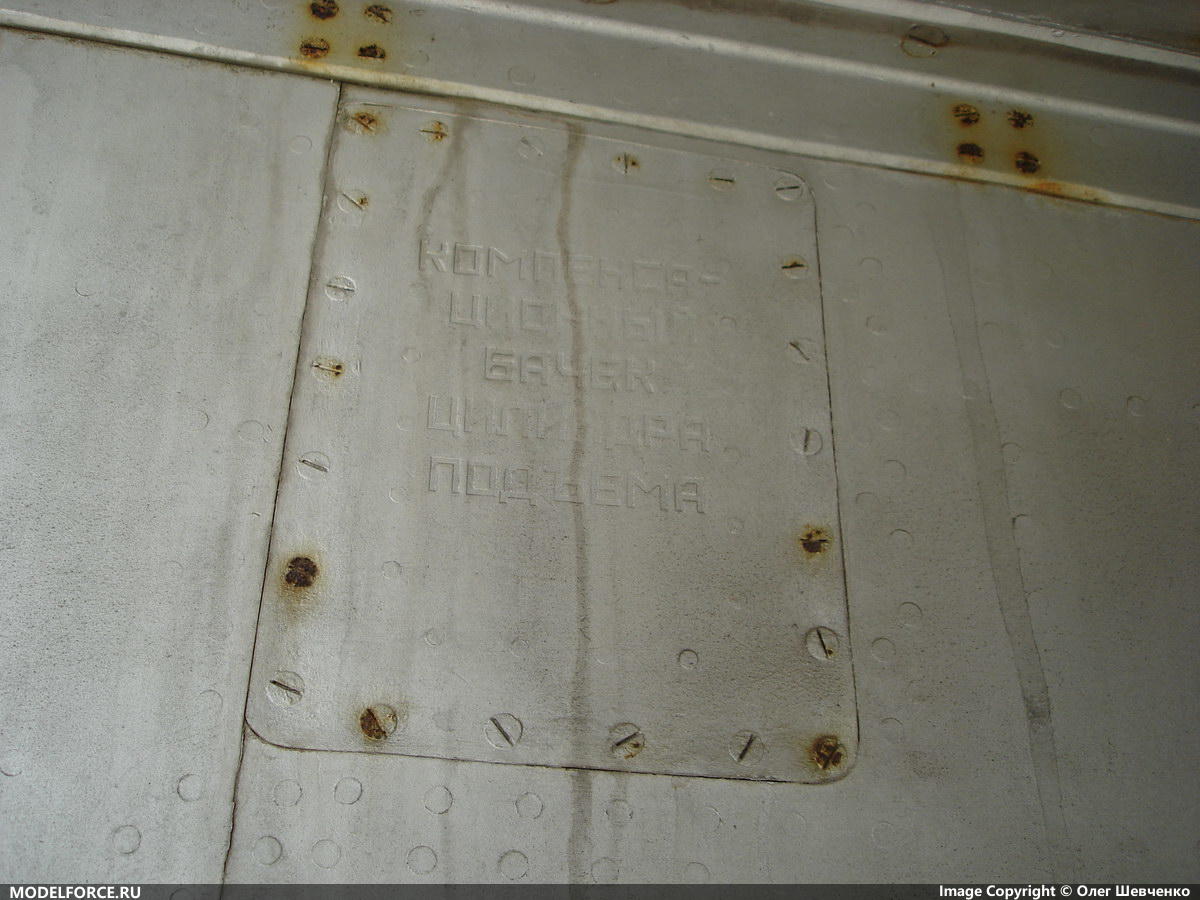 КОМПЕНСА-
ЦИОННЫЙ
БАЧЕК
ЦИЛИНДРА
ПОДЪЕМА
MODELFORCE.RU
Image Copyright © Олег Шевченко